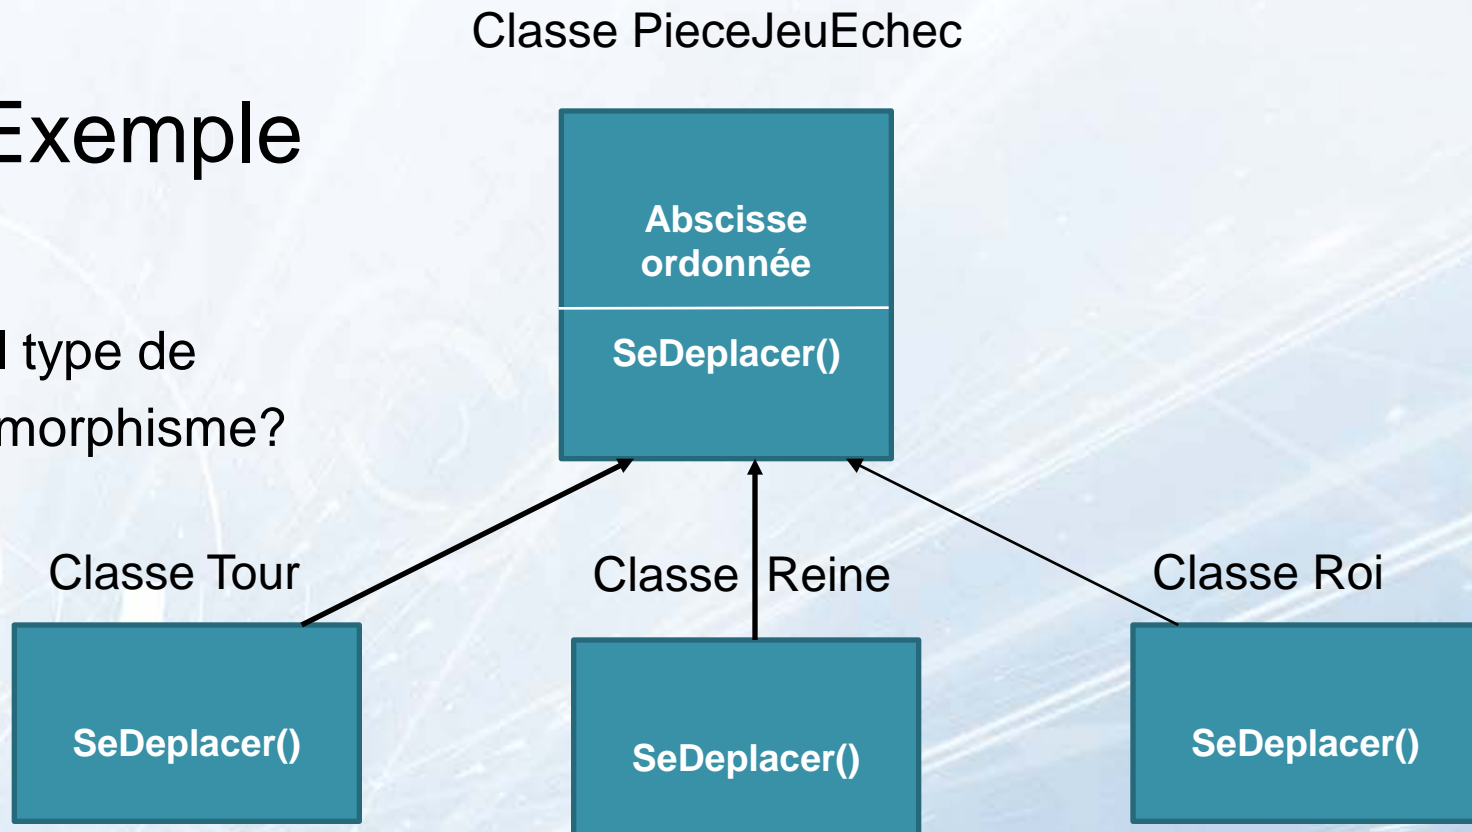 Classe PieceJeuEchec
Exemple
Abscisse
ordonnée
SeDeplacer()
type de
morphisme?
Classe Tour
Classe Reine
Classe Roi
SeDeplacer()
SeDeplacer()
SeDeplacer()